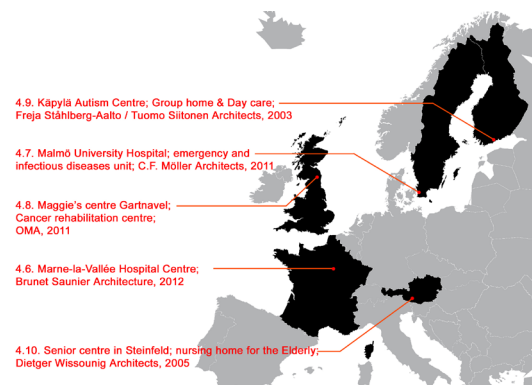 4.9. Käpylä Autism Centre; Group home & Day care;
Freja Ståhlberg-Aalto / Tuomo Siitonen Architects, 2003
4.7. Malmö University Hospital; emergency and
infectious diseases unit; C.F. Möller Architects, 2011
4.8. Maggie's centre Gartnavel;
Cancer rehabilitation centre;
OMA, 2011
4.6. Marne-la-Vallée Hospital Centre;
Brunet Saunier Architecture, 2012
4.10. Senior centre in Steinfeld; nursing home for the Elderly;
Dietger Wissounig Architects, 2005